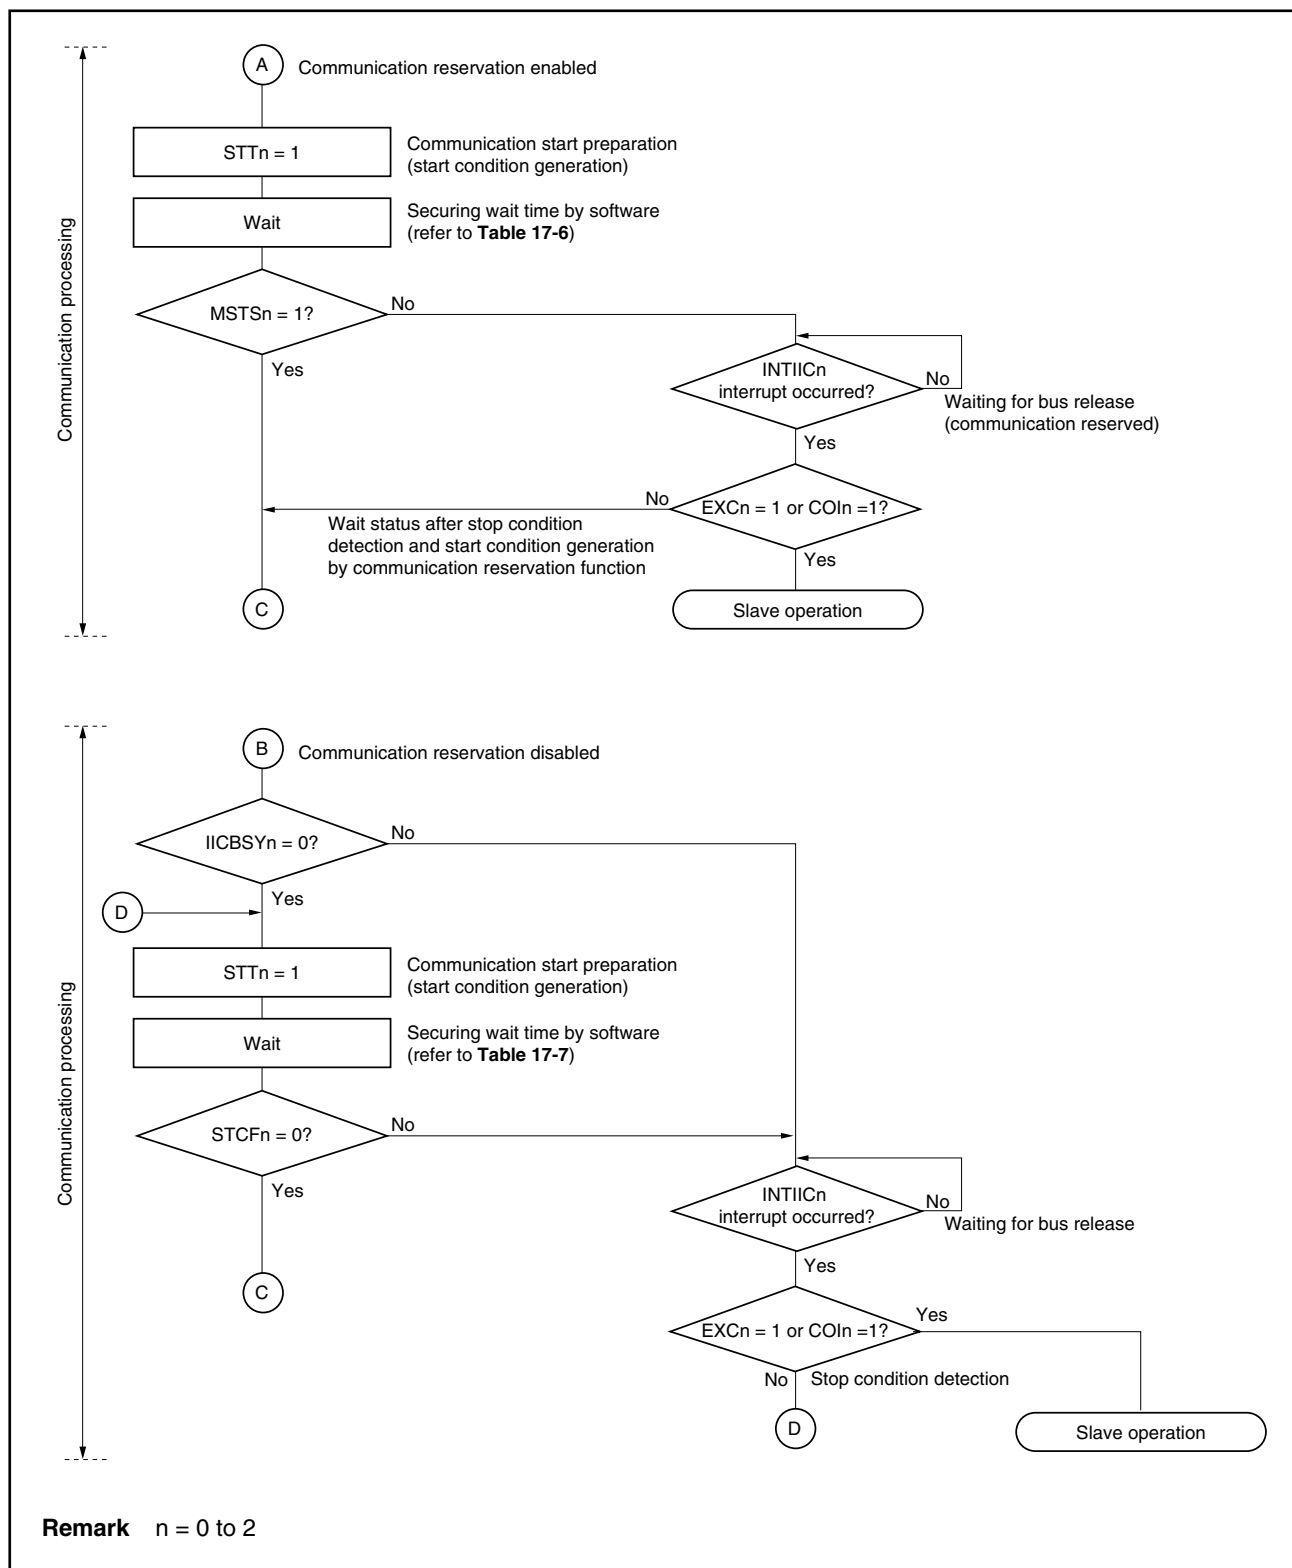 A
Communication reservation enabled
STTn = 1
Communication start preparation
(start condition generation)
Wait
Securing wait time by software
(refer to Table 17-6)
MSTSn = 1?
No
Yes
INTIICn
interrupt occurred?
No
Waiting for bus release
(communication reserved)
Yes
EXCn = 1 or COIn =1?
No
Wait status after stop condition
detection and start condition generation
by communication reservation function
Yes
C
Slave operation
Communication processing
B
Communication reservation disabled
IICBSYn = 0?
No
Yes
D
STTn = 1
Communication start preparation
(start condition generation)
Wait
Securing wait time by software
(refer to Table 17-7)
STCFn = 0?
No
Yes
INTIICn
interrupt occurred?
No
Waiting for bus release
Yes
C
EXCn = 1 or COIn =1?
Yes
No
Stop condition detection
D
Slave operation
Communication processing
Remark n = 0 to 2